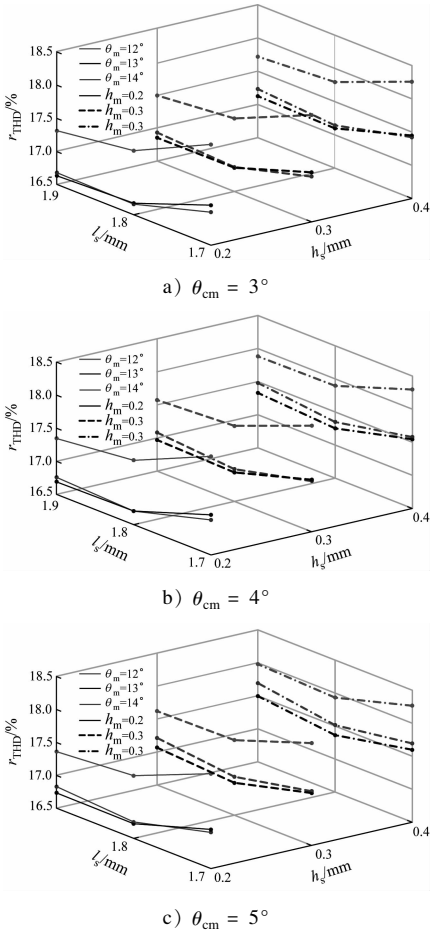 18.5
18.0
17.5
17.0
16.5
r_THD/%
θ_m=12°
θ_m=13°
θ_m=14°
h_m=0.2
h_m=0.3
h_m=0.3
1.9
1.8
1.7
l_s/mm
0.2
0.3
0.4
h_s/mm
a) θ_cm = 3°
18.5
18.0
17.5
17.0
16.5
r_THD/%
θ_m=12°
θ_m=13°
θ_m=14°
h_m=0.2
h_m=0.3
h_m=0.3
1.9
1.8
1.7
l_s/mm
0.2
0.3
0.4
h_s/mm
b) θ_cm = 4°
18.5
18.0
17.5
17.0
16.5
r_THD/%
θ_m=12°
θ_m=13°
θ_m=14°
h_m=0.2
h_m=0.3
h_m=0.3
1.9
1.8
1.7
l_s/mm
0.2
0.3
0.4
h_s/mm
c) θ_cm = 5°